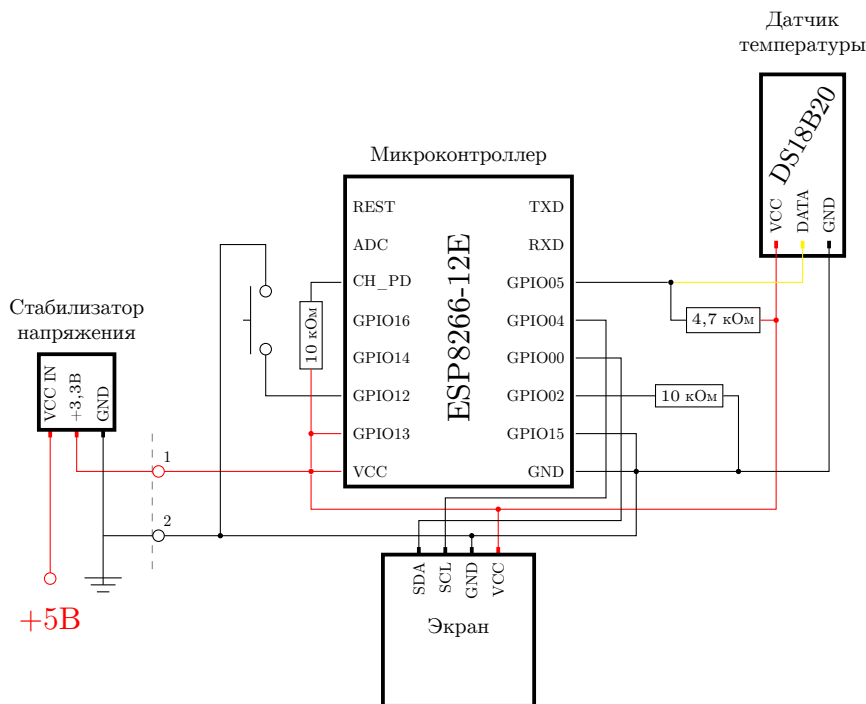 Датчик
температуры
DS18B20
VCC
DATA
GND
Микроконтроллер
ESP8266-12E
REST
ADC
CH_PD
GPIO16
GPIO14
GPIO12
GPIO13
VCC
TXD
RXD
GPIO05
GPIO04
GPIO00
GPIO02
GPIO15
GND
10 кОм
4,7 кОм
10 кОм
Стабилизатор
напряжения
VCC IN
+3,3В
GND
1
2
+5В
SDA
SCL
GND
VCC
Экран